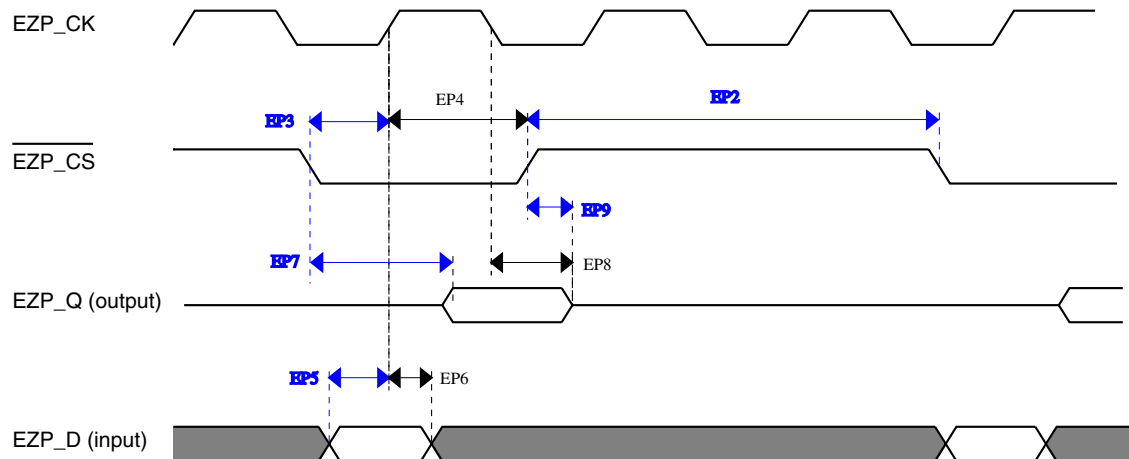 EZP_CK
EP4
EP2
EP3
EZP_CS
EP9
EP7
EP8
EZP_Q (output)
EP5
EP6
EZP_D (input)